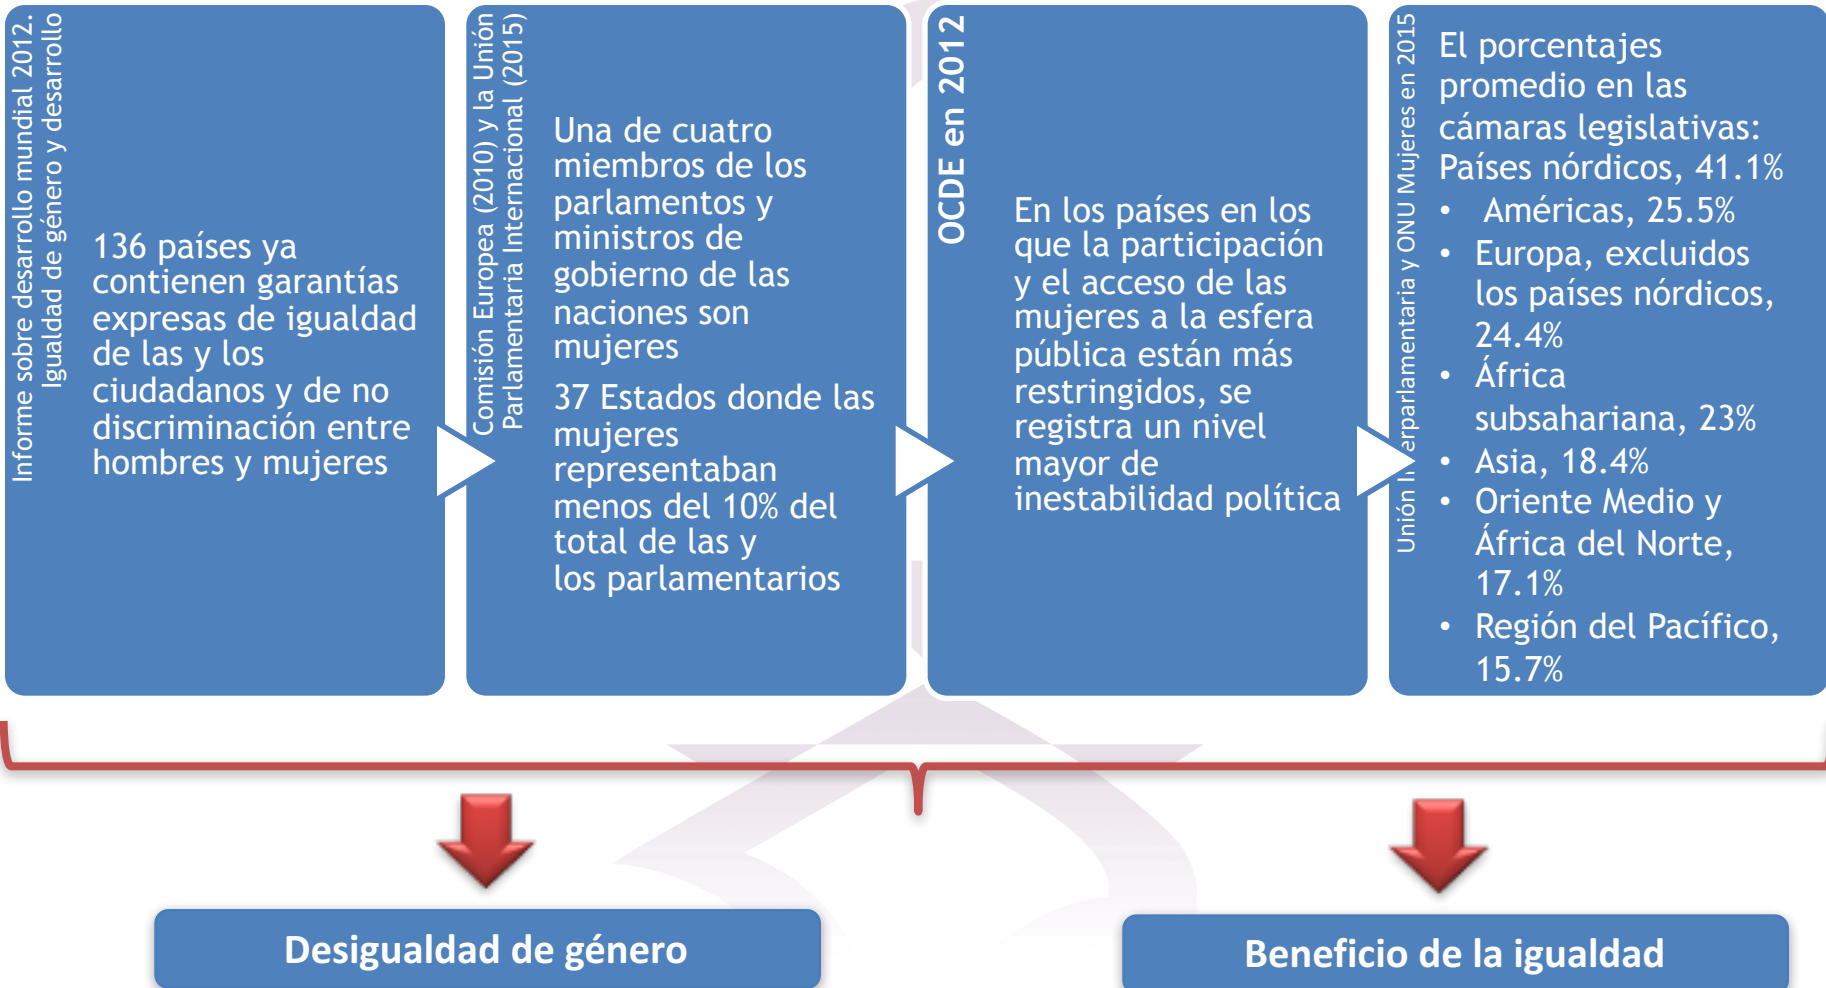 Informe sobre desarrollo mundial 2012.
Igualdad de género y desarrollo
136 países ya
contienen garantías
expresas de igualdad
de las y los
ciudadanos y de no
discriminación entre
hombres y mujeres
Comisión Europea (2010) y la Unión
Parlamentaria Internacional (2015)
Una de cuatro
miembros de los
parlamentos y
ministros de
gobierno de las
naciones son
mujeres
37 Estados donde las
mujeres
representaban
menos del 10% del
total de las y
los parlamentarios
OCDE en 2012
En los países en los
que la participación
y el acceso de las
mujeres a la esfera
pública están más
restringidos, se
registra un nivel
mayor de
inestabilidad política
Unión Interparlamentaria y ONU Mujeres en 2015
El porcentajes
promedio en las
cámaras legislativas:
Países nórdicos, 41.1%
• Américas, 25.5%
• Europa, excluidos
los países nórdicos,
24.4%
• África
subsahariana, 23%
• Asia, 18.4%
• Oriente Medio y
África del Norte,
17.1%
• Región del Pacífico,
15.7%
Desigualdad de género
Beneficio de la igualdad